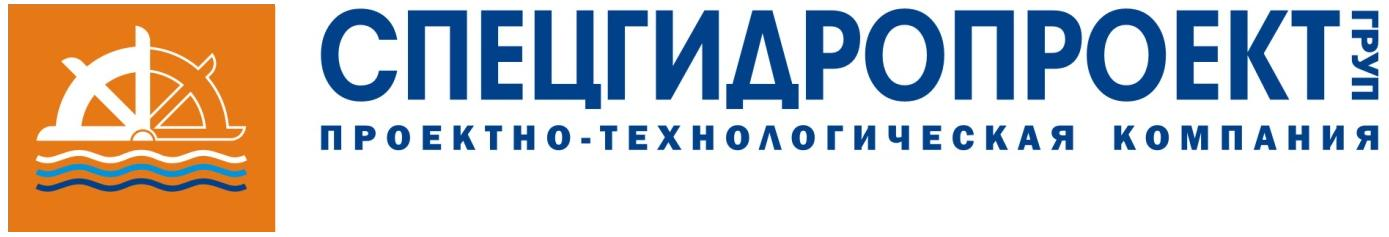 СПЕЦГИДРОПРОЕКТ ГРУП
ПРОЕКТНО-ТЕХНОЛОГИЧЕСКАЯ КОМПАНИЯ